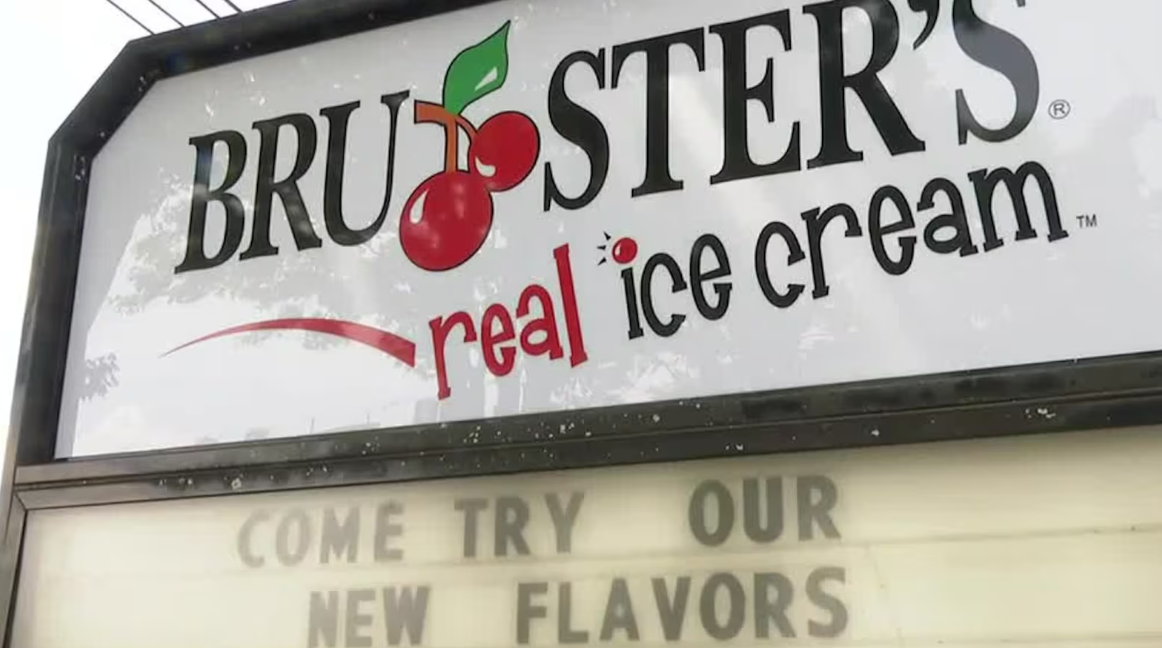 BRUSTER'S®
real ice cream™
COME TRY OUR
NEW FLAVORS